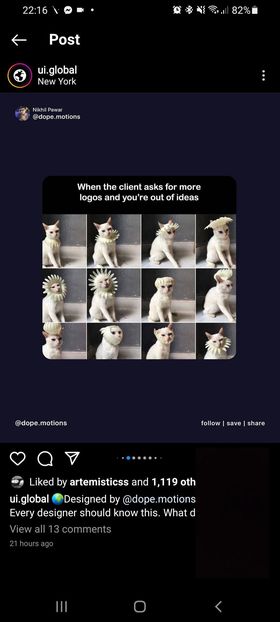 22:16
82%
Post
ui.global
New York
Nikhil Pawar
@dope.motions
When the client asks for more
logos and you're out of ideas
@dope.motions
follow | save | share
Liked by artemisticss and 1,119 oth
ui.global 🌍Designed by @dope.motions
Every designer should know this. What d
View all 13 comments
21 hours ago